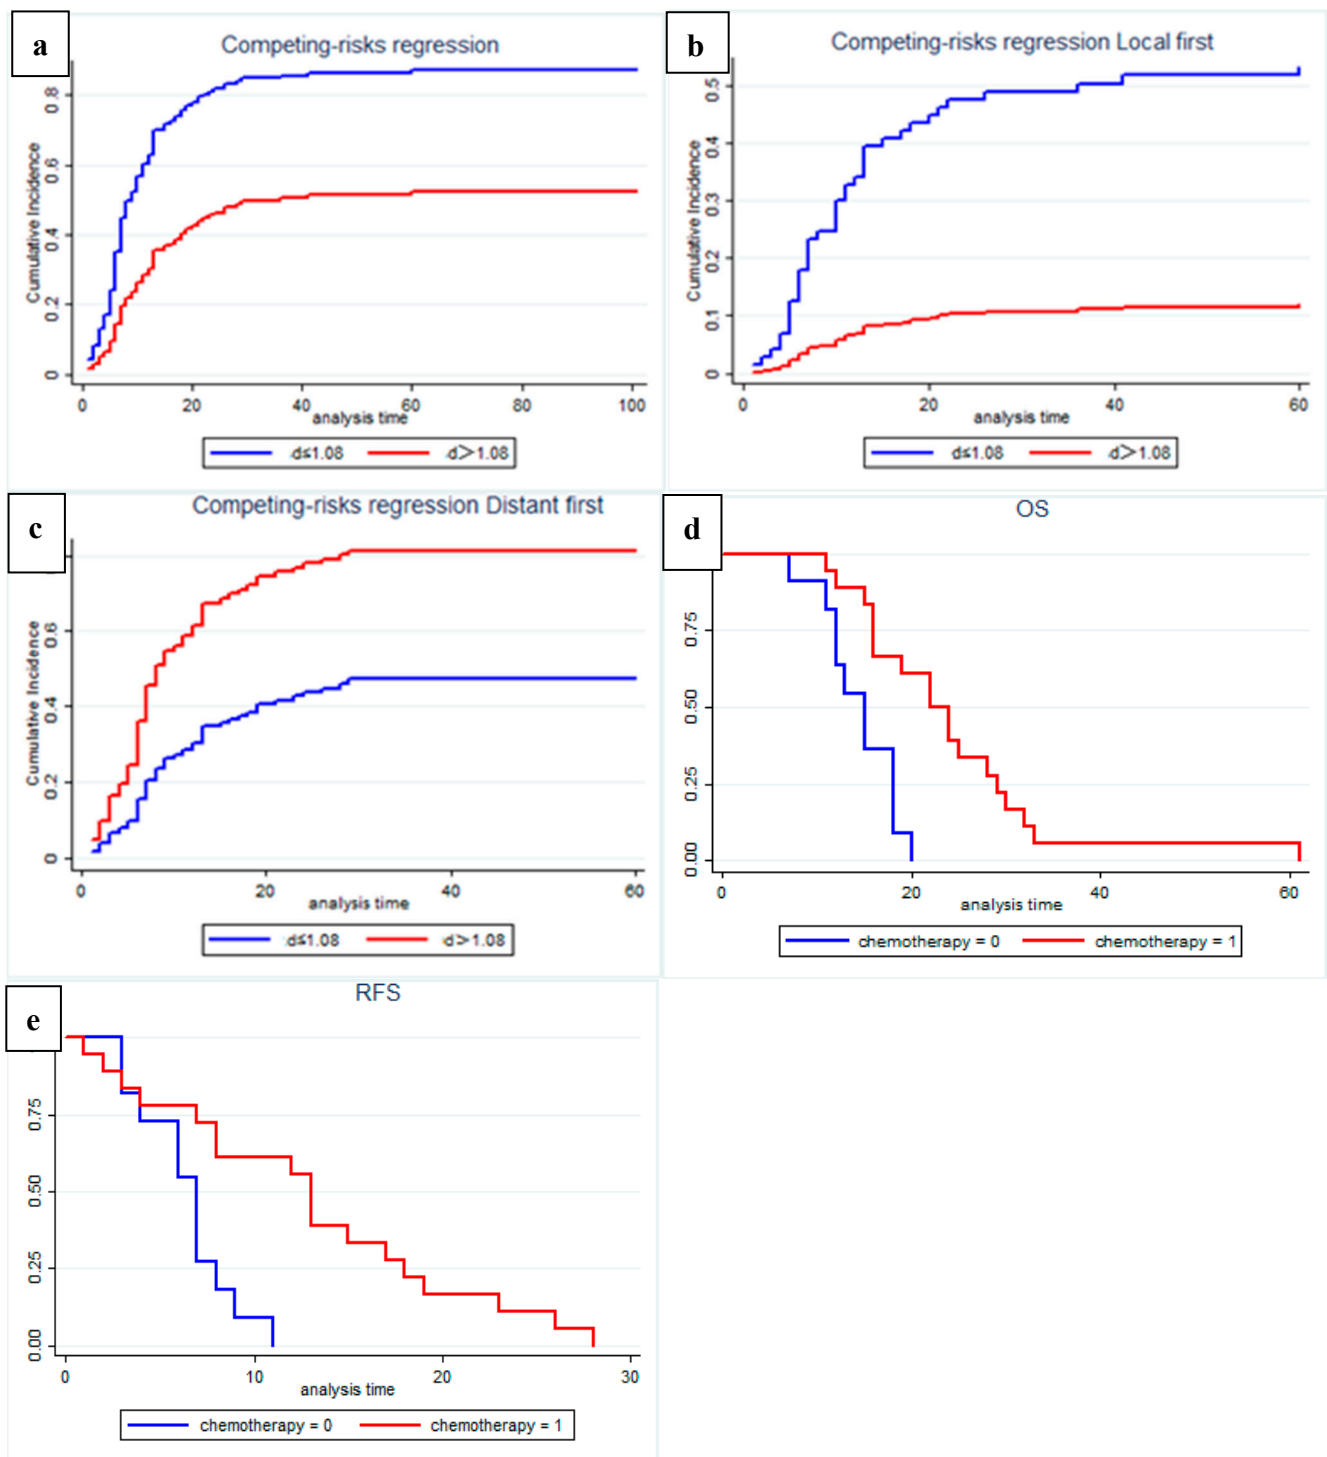 a
Competing-risks regression
Cumulative Incidence
0 0.2 0.4 0.6 0.8
0 20 40 60 80 100
analysis time
d≤1.08 d>1.08
b
Competing-risks regression Local first
Cumulative Incidence
0 0.1 0.2 0.3 0.4 0.5
0 20 40 60
analysis time
d≤1.08 d>1.08
c
Competing-risks regression Distant first
Cumulative Incidence
0 0.2 0.4 0.6
0 20 40 60
analysis time
d≤1.08 d>1.08
d
OS
0.00 0.25 0.50 0.75
0 20 40 60
analysis time
chemotherapy = 0 chemotherapy = 1
e
RFS
0.00 0.25 0.50 0.75
0 10 20 30
analysis time
chemotherapy = 0 chemotherapy = 1